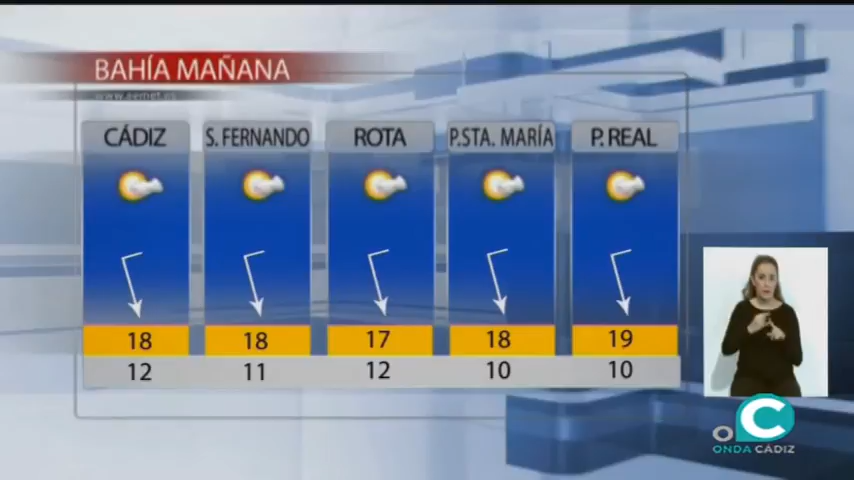 BAHÍA MAÑANA
www.aemet.es
CÁDIZ S. FERNANDO ROTA P.STA. MARÍA P. REAL
18 18 17 18 19
12 11 12 10 10
OC
ONDA CÁDIZ